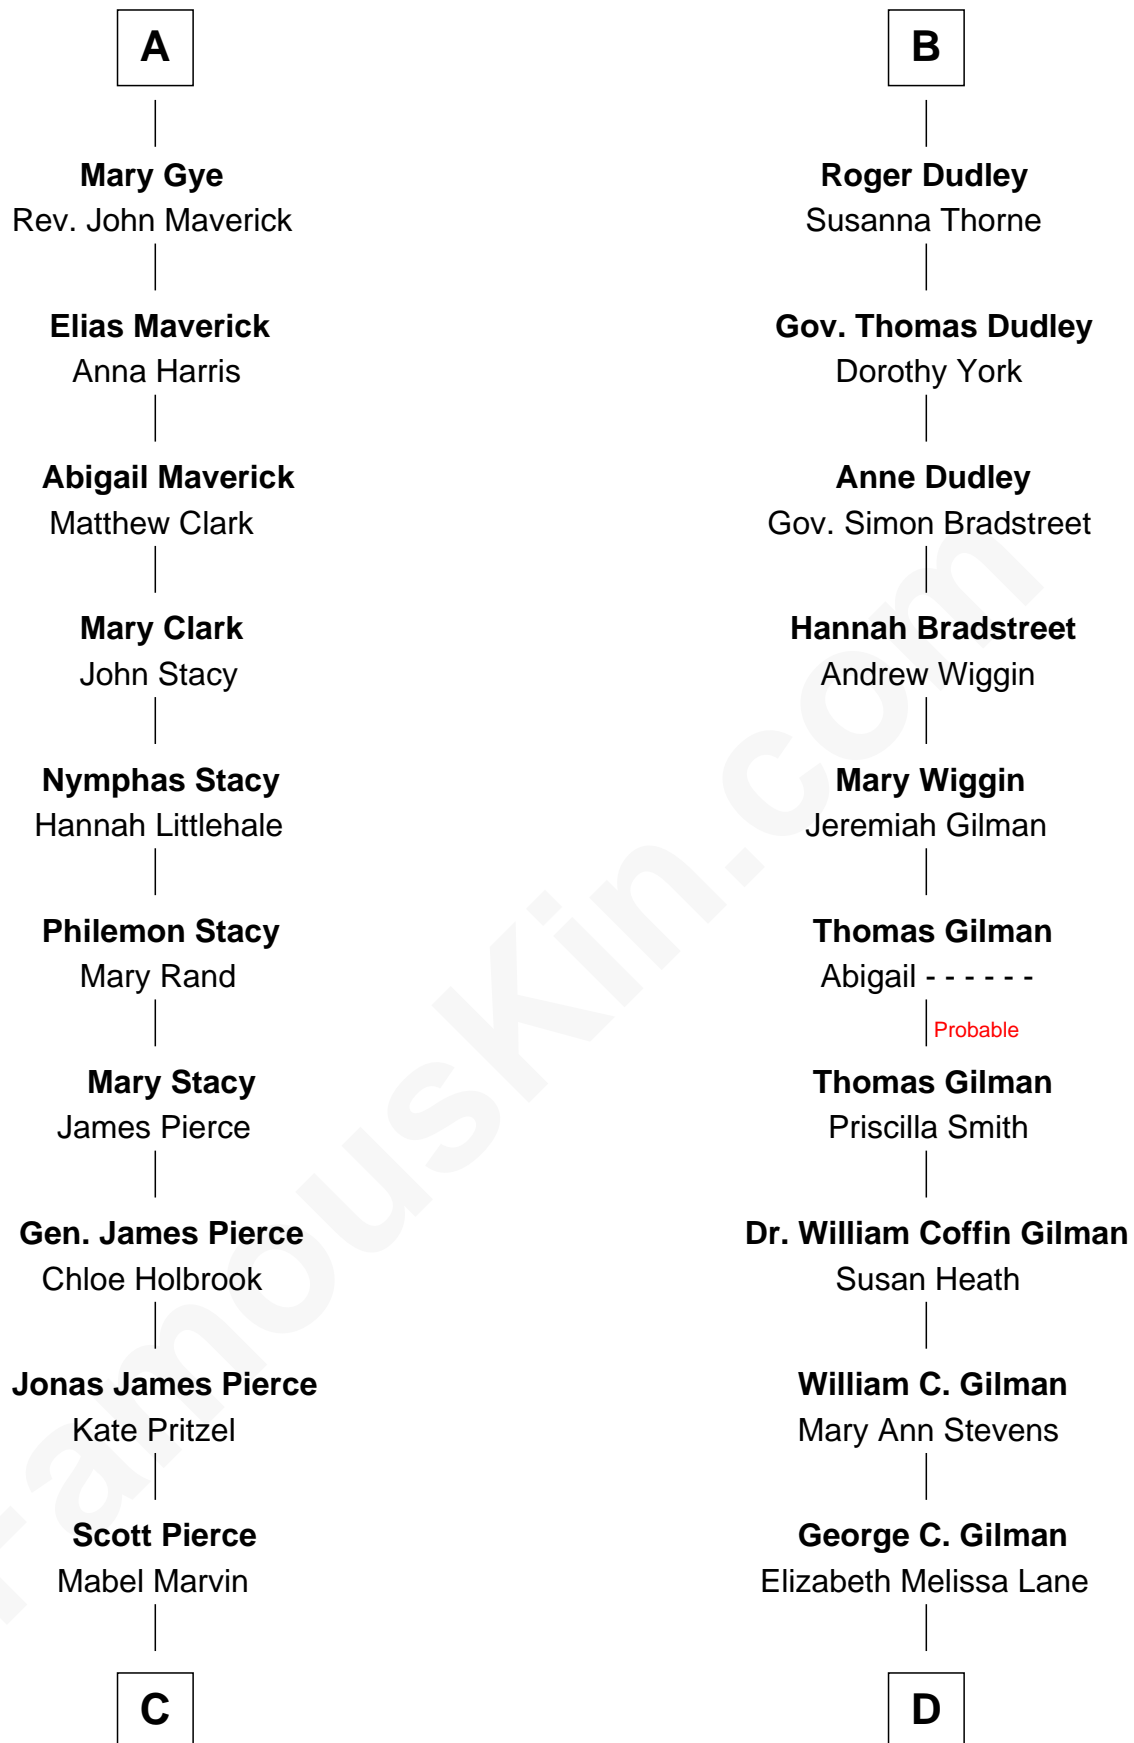 A
Mary Gye
Rev. John Maverick
Elias Maverick
Anna Harris
Abigail Maverick
Matthew Clark
Mary Clark
John Stacy
Nymphas Stacy
Hannah Littlehale
Philemon Stacy
Mary Rand
Mary Stacy
James Pierce
Gen. James Pierce
Chloe Holbrook
Jonas James Pierce
Kate Pritzel
Scott Pierce
Mabel Marvin
C
B
Roger Dudley
Susanna Thorne
Gov. Thomas Dudley
Dorothy York
Anne Dudley
Gov. Simon Bradstreet
Hannah Bradstreet
Andrew Wiggin
Mary Wiggin
Jeremiah Gilman
Thomas Gilman
Abigail - - - - - -
Probable
Thomas Gilman
Priscilla Smith
Dr. William Coffin Gilman
Susan Heath
William C. Gilman
Mary Ann Stevens
George C. Gilman
Elizabeth Melissa Lane
D
FamousKin.com